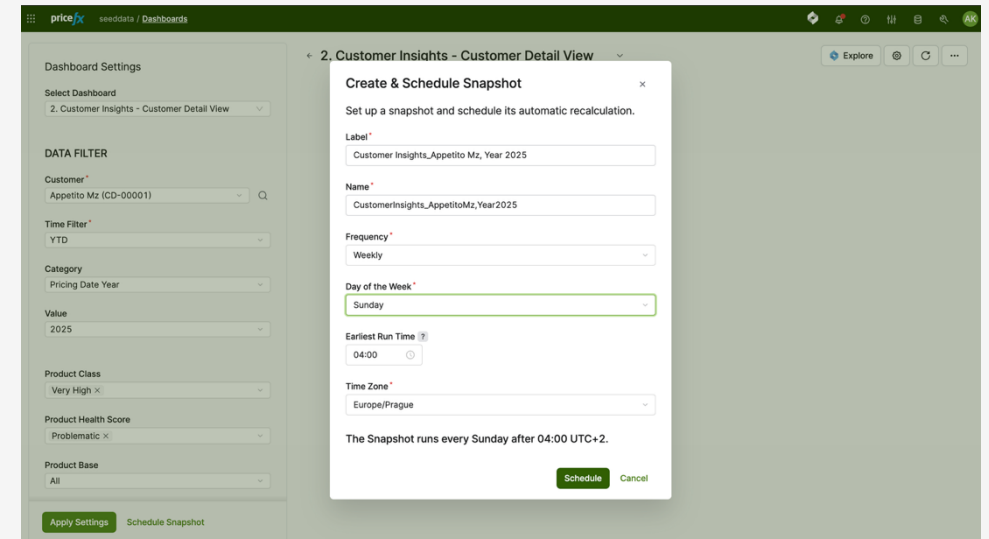 pricefx seeddata / Dashboards AK
Dashboard Settings
Select Dashboard
2. Customer Insights - Customer Detail View
DATA FILTER
Customer*
Appetito Mz (CD-00001)
Time Filter*
YTD
Category
Pricing Date Year
Value
2025
Product Class
Very High ×
Product Health Score
Problematic ×
Product Base
All
Apply Settings Schedule Snapshot
2. Customer Insights - Customer Detail View
Explore
Create & Schedule Snapshot ×
Set up a snapshot and schedule its automatic recalculation.
Label*
Customer Insights_Appetito Mz, Year 2025
Name*
CustomerInsights_AppetitoMz,Year2025
Frequency*
Weekly
Day of the Week*
Sunday
Earliest Run Time ?
04:00
Time Zone*
Europe/Prague
The Snapshot runs every Sunday after 04:00 UTC+2.
Schedule Cancel